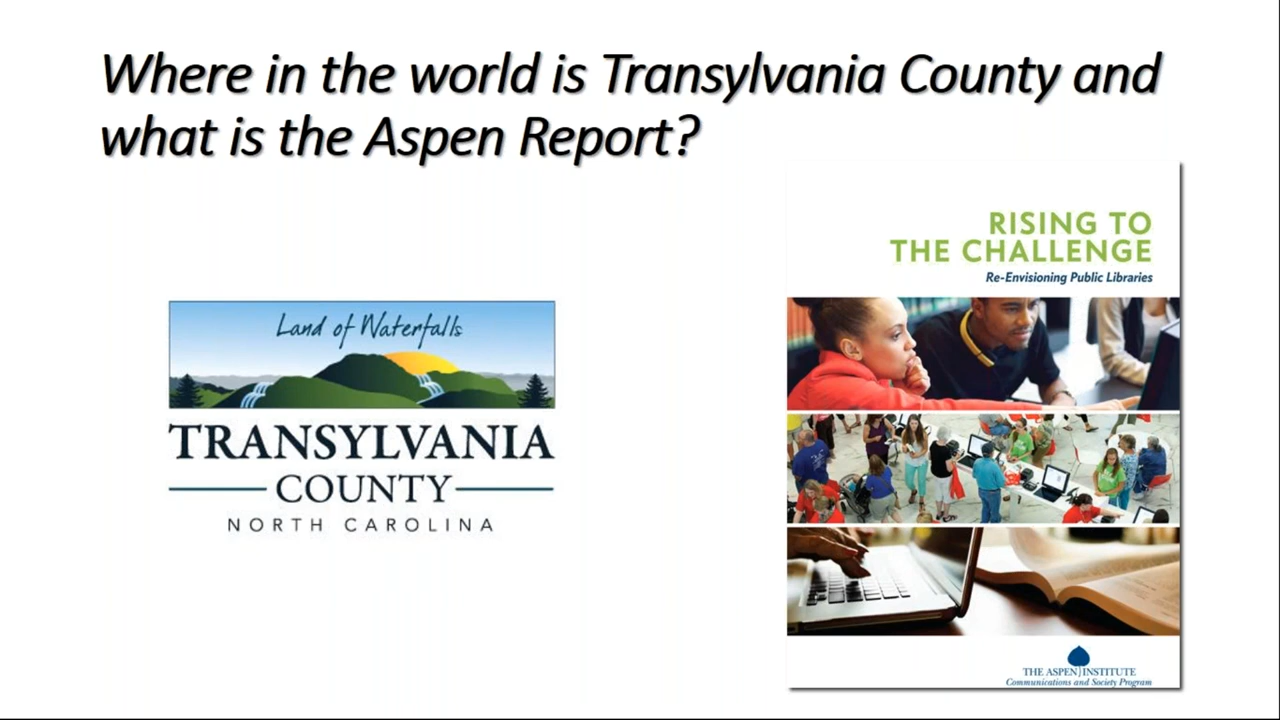 Where in the world is Transylvania County and
what is the Aspen Report?
Land of Waterfalls
TRANSYLVANIA
COUNTY
NORTH CAROLINA
RISING TO
THE CHALLENGE
Re-Envisioning Public Libraries
THE ASPEN INSTITUTE
Communications and Society Program